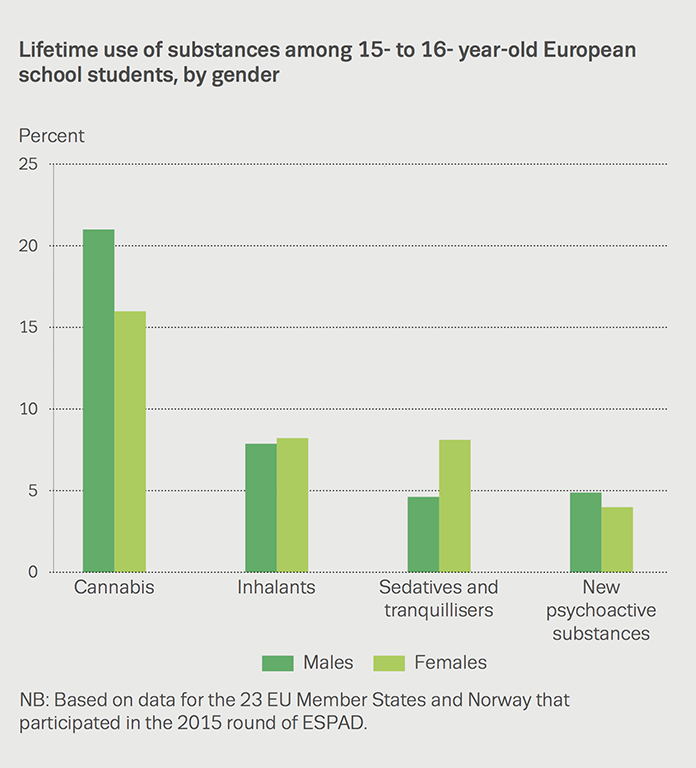 Lifetime use of substances among 15- to 16- year-old European
school students, by gender
Percent
25
20
15
10
5
0
Cannabis
Inhalants
Sedatives and
tranquillisers
New
psychoactive
substances
Males
Females
NB: Based on data for the 23 EU Member States and Norway that
participated in the 2015 round of ESPAD.